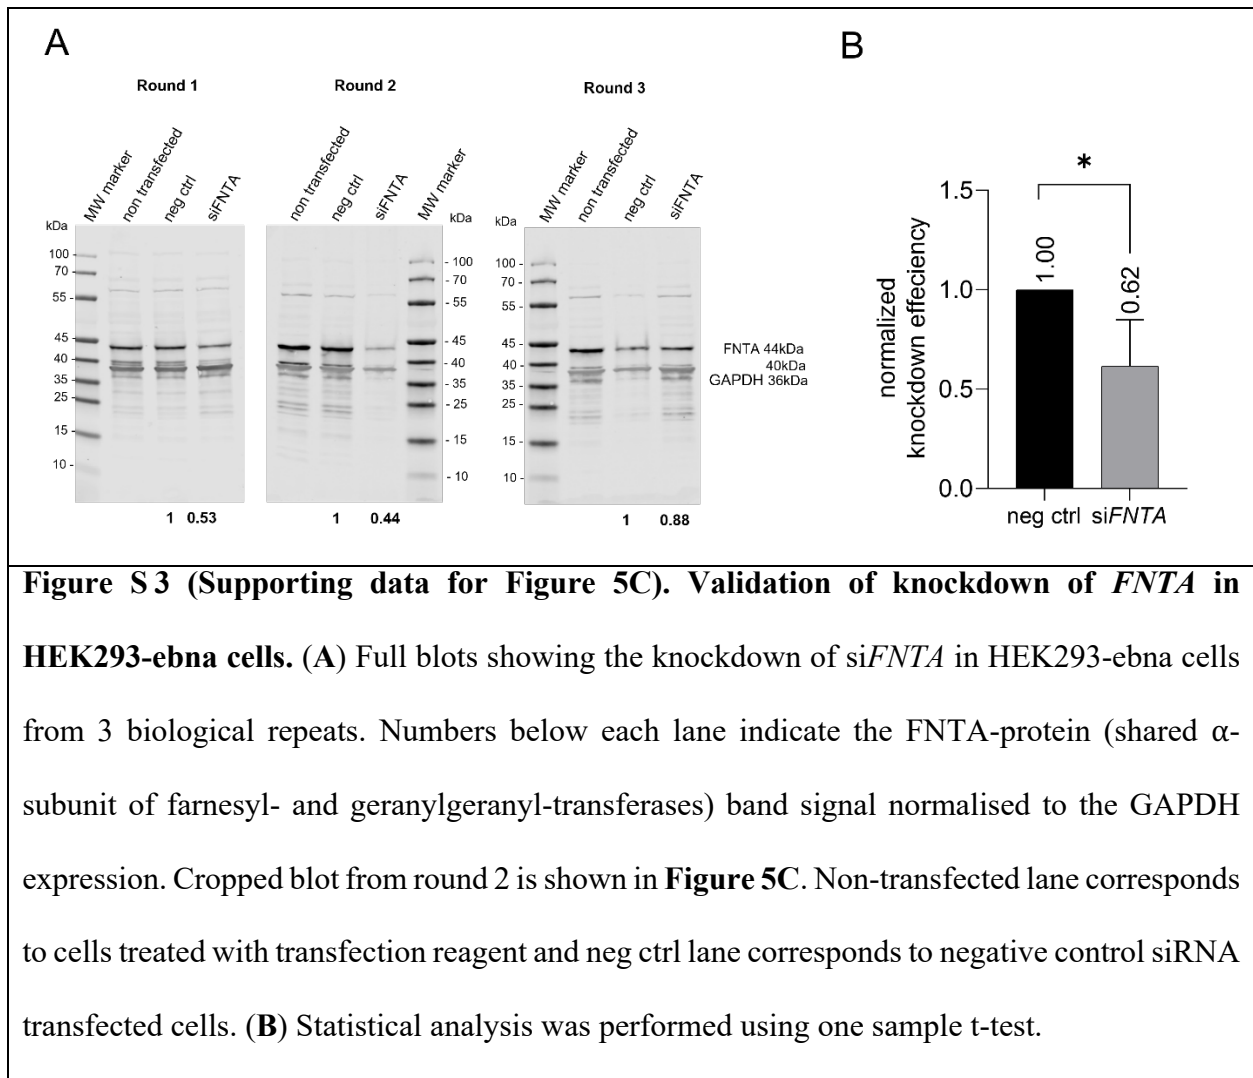 A
B
Round 1
Round 2
Round 3
MW marker
non transfected
neg ctrl
siFNTA
non transfected
neg ctrl
siFNTA
MW marker
MW marker
non transfected
neg ctrl
siFNTA
kDa
100 -
70 -
55 -
45 -
40 -
35 -
25 -
15 -
10 -
kDa
- 100
- 70
- 55
- 45
- 40
- 35
- 25
- 15
- 10
kDa
100 -
70 -
55 -
45 -
40 -
35 -
25 -
15 -
10 -
FNTA 44kDa
40kDa
GAPDH 36kDa
1 0.53
1 0.44
1 0.88
normalized
knockdown effeciency
1.5
1.0
0.5
0.0
*
1.00
0.62
neg ctrl siFNTA
Figure S 3 (Supporting data for Figure 5C). Validation of knockdown of FNTA in
HEK293-ebna cells. (A) Full blots showing the knockdown of siFNTA in HEK293-ebna cells
from 3 biological repeats. Numbers below each lane indicate the FNTA-protein (shared α-
subunit of farnesyl- and geranylgeranyl-transferases) band signal normalised to the GAPDH
expression. Cropped blot from round 2 is shown in Figure 5C. Non-transfected lane corresponds
to cells treated with transfection reagent and neg ctrl lane corresponds to negative control siRNA
transfected cells. (B) Statistical analysis was performed using one sample t-test.